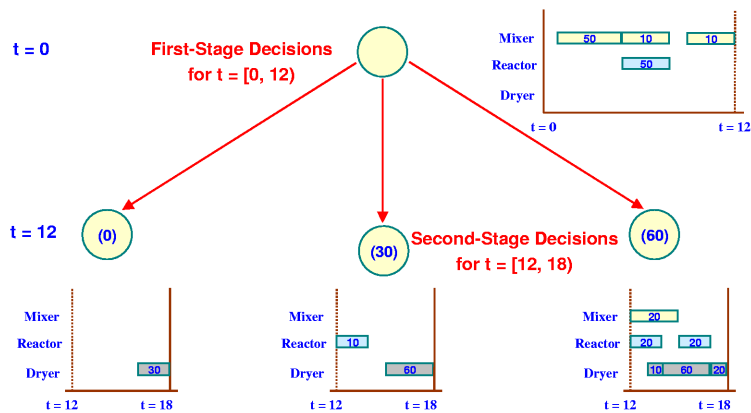 t = 0
First-Stage Decisions
for t = [0, 12)
Mixer
50
10
10
Reactor
50
Dryer
t = 0
t = 12
t = 12
(0)
(30)
(60)
Second-Stage Decisions
for t = [12, 18)
Mixer
Reactor
Dryer
30
t = 12
t = 18
Mixer
Reactor
10
Dryer
60
t = 12
t = 18
Mixer
20
Reactor
20
20
Dryer
10
60
20
t = 12
t = 18